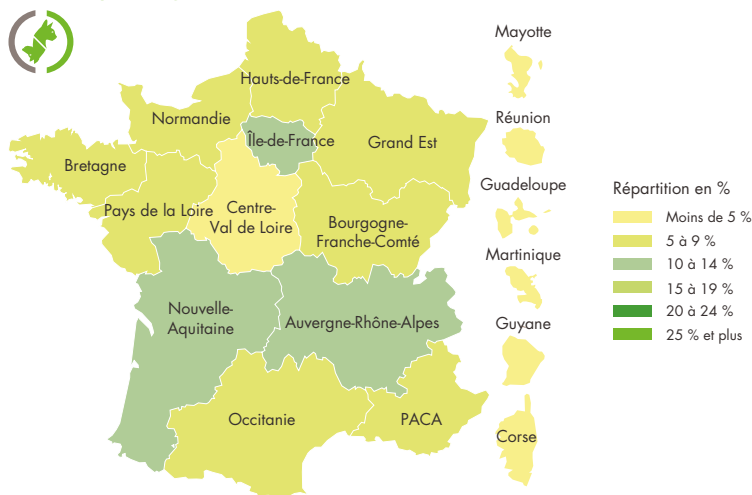 Mayotte
Hauts-de-France
Normandie
Île-de-France
Réunion
Grand Est
Bretagne
Guadeloupe
Pays de la Loire
Centre-
Val de Loire
Bourgogne-
Franche-Comté
Martinique
Nouvelle-
Aquitaine
Auvergne-Rhône-Alpes
Guyane
Occitanie
PACA
Corse
Répartition en %
Moins de 5 %
5 à 9 %
10 à 14 %
15 à 19 %
20 à 24 %
25 % et plus